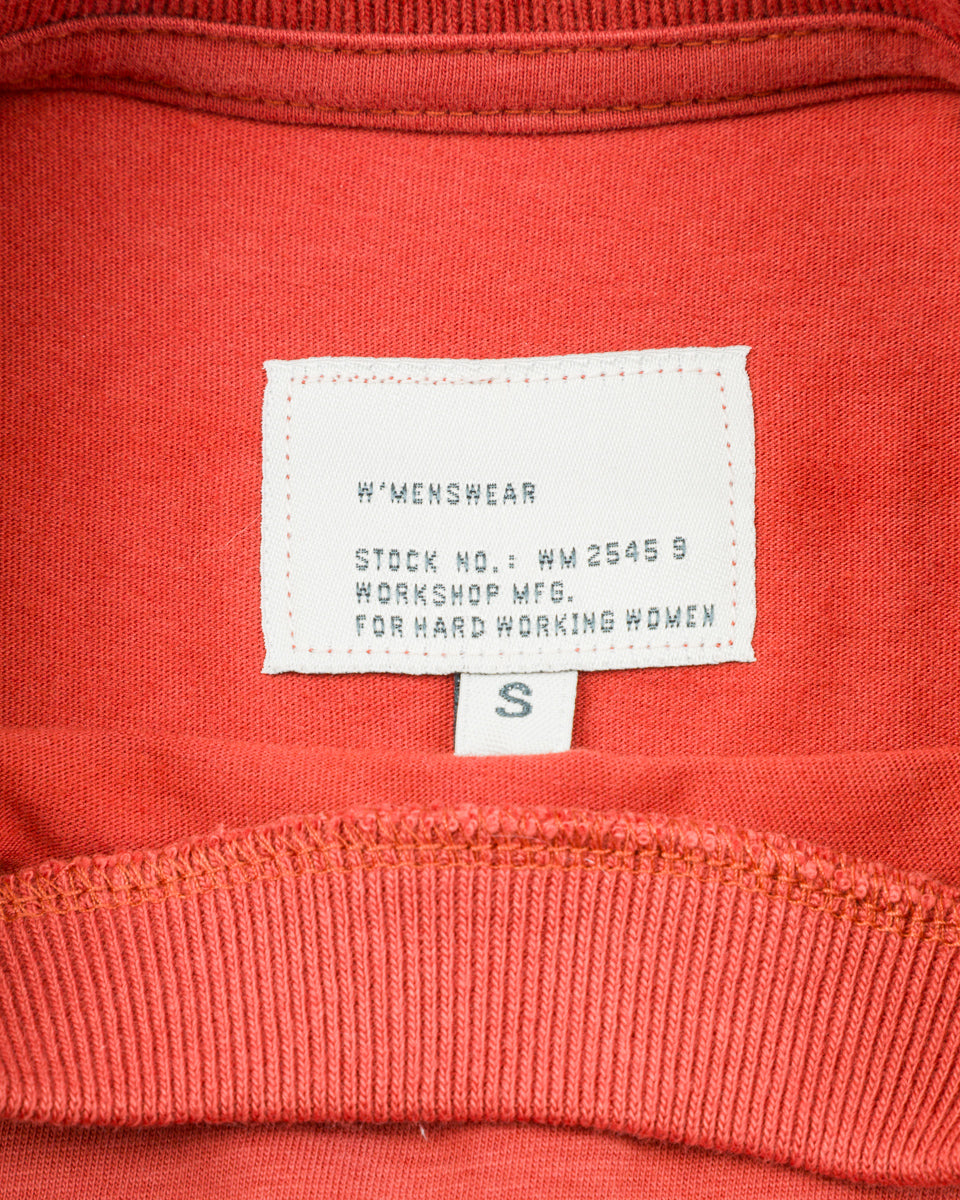 W'MENSWEAR
STOCK NO.: WM 2545 9
WORKSHOP MFG.
FOR HARD WORKING WOMEN
S